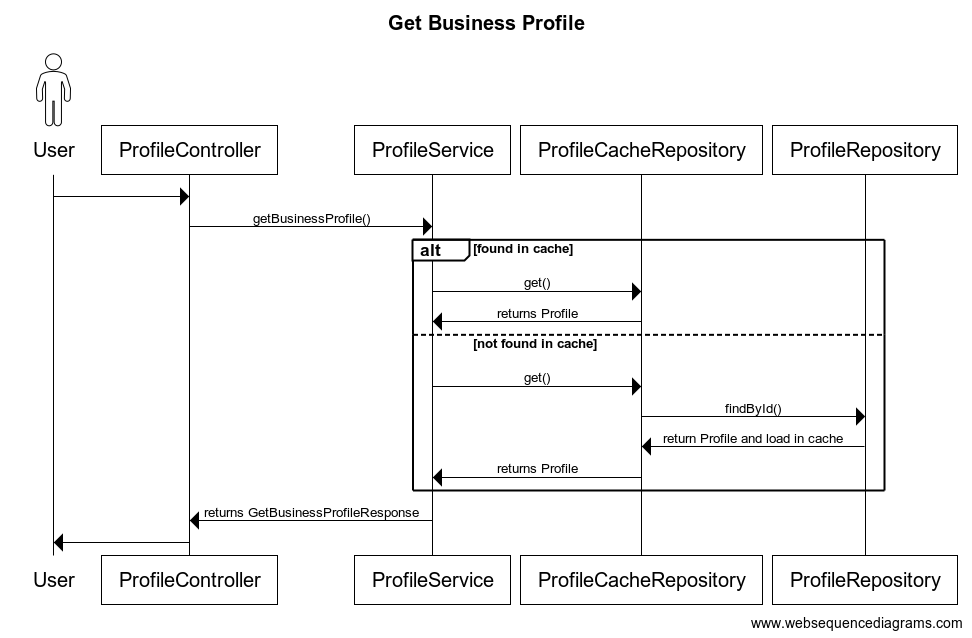 Get Business Profile
User
ProfileController
ProfileService
ProfileCacheRepository
ProfileRepository
getBusinessProfile()
alt
[found in cache]
get()
returns Profile
[not found in cache]
get()
findById()
return Profile and load in cache
returns Profile
returns GetBusinessProfileResponse
User
ProfileController
ProfileService
ProfileCacheRepository
ProfileRepository
www.websequencediagrams.com